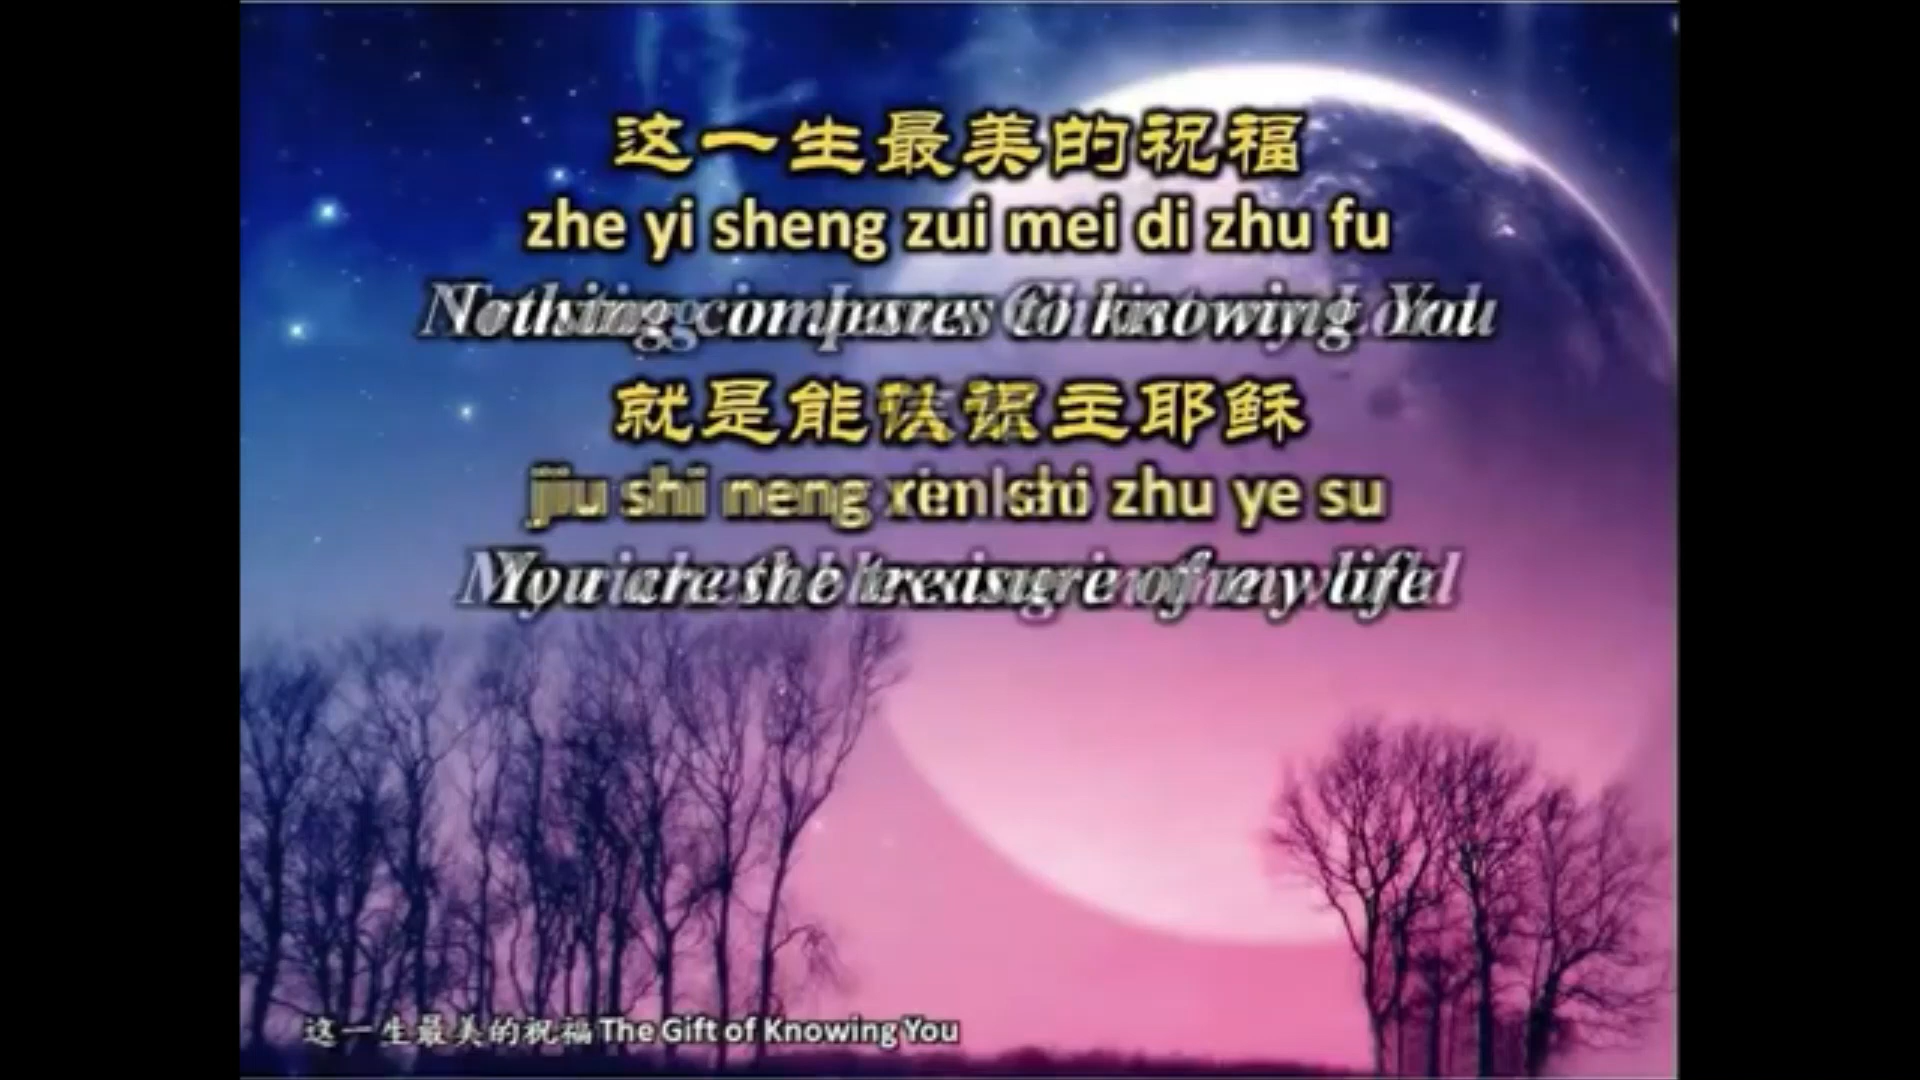 这一生最美的祝福
zhe yi sheng zui mei di zhu fu
Nothing compares to knowing You
就是能认识主耶稣
jiu shi neng ren shi zhu ye su
You are the treasure of my life
这一生最美的祝福 The Gift of Knowing You